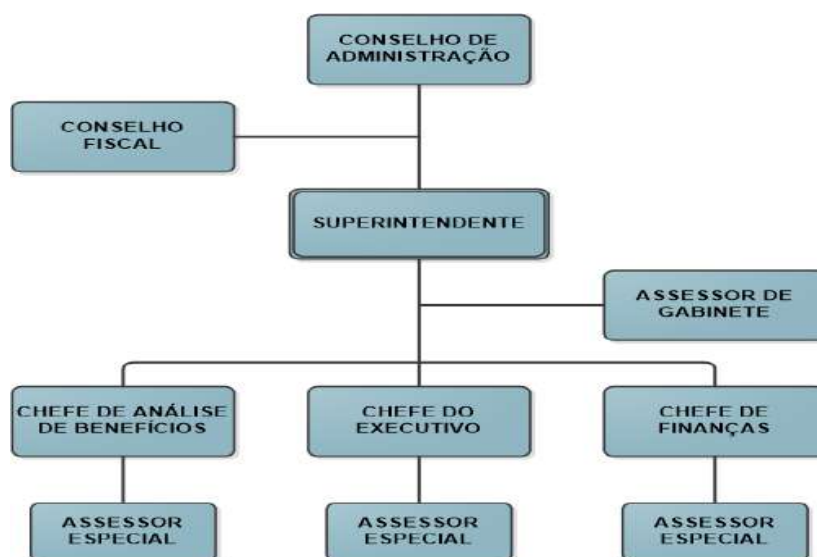 CONSELHO DE
ADMINISTRAÇÃO
CONSELHO
FISCAL
SUPERINTENDENTE
ASSESSOR DE
GABINETE
CHEFE DE ANÁLISE
DE BENEFÍCIOS
CHEFE DO
EXECUTIVO
CHEFE DE
FINANÇAS
ASSESSOR
ESPECIAL
ASSESSOR
ESPECIAL
ASSESSOR
ESPECIAL